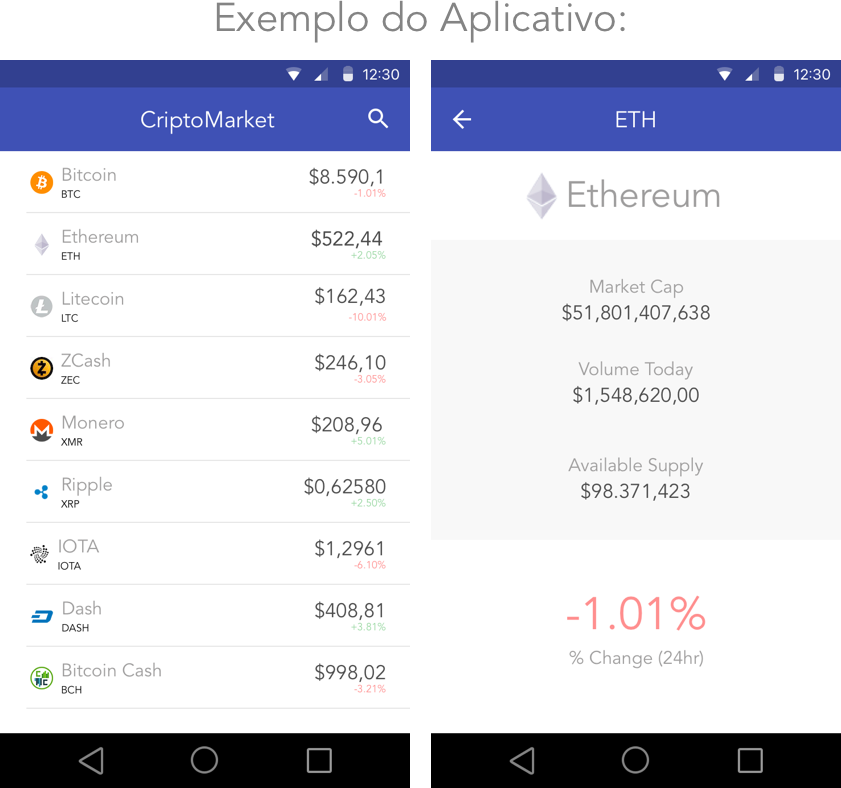 Exemplo do Aplicativo:
12:30
CriptoMarket
Bitcoin
$8.590,1
BTC
-1.01%
Ethereum
$522,44
ETH
+2.05%
Litecoin
$162,43
LTC
-10.01%
ZCash
$246,10
ZEC
-3.05%
Monero
$208,96
XMR
+5.01%
Ripple
$0,62580
XRP
+2.50%
IOTA
$1,2961
IOTA
-6.10%
Dash
$408,81
DASH
+3.81%
Bitcoin Cash
$998,02
BCH
-3.21%
12:30
ETH
Ethereum
Market Cap
$51,801,407,638
Volume Today
$1,548,620,00
Available Supply
$98.371,423
-1.01%
% Change (24hr)